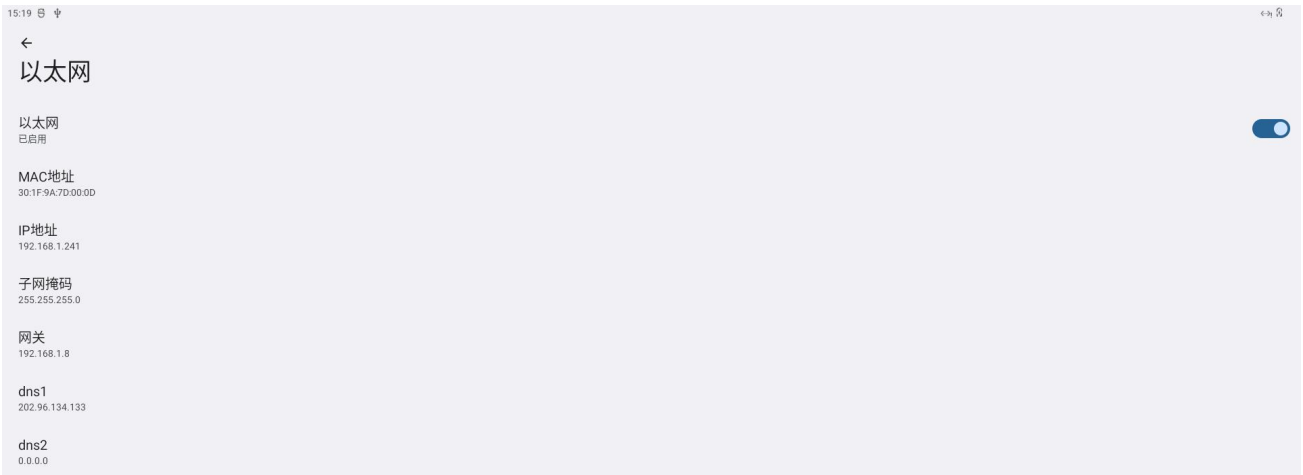 15:19
以太网
以太网
已启用
MAC地址
30:1F:9A:7D:00:0D
IP地址
192.168.1.241
子网掩码
255.255.255.0
网关
192.168.1.8
dns1
202.96.134.133
dns2
0.0.0.0